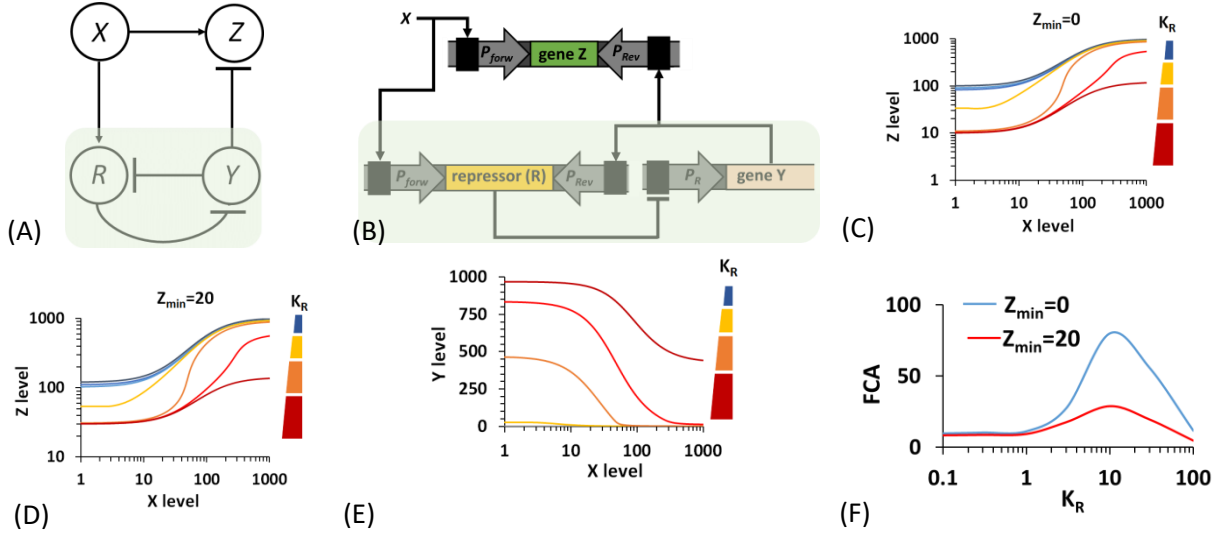 X
Z
R
Y
(A)
X
P_forw
gene Z
P_Rev
P_forw
repressor (R)
P_Rev
P_R
gene Y
(B)
Z_min=0
K_R
1000
100
10
1
Z level
1 10 100 1000
X level
(C)
Z_min=20
K_R
1000
100
10
Z level
1 10 100 1000
X level
(D)
K_R
1000
750
500
250
0
Y level
1 10 100 1000
X level
(E)
100
50
0
FCA
Z_min=0
Z_min=20
0.1 1 10 100
K_R
(F)